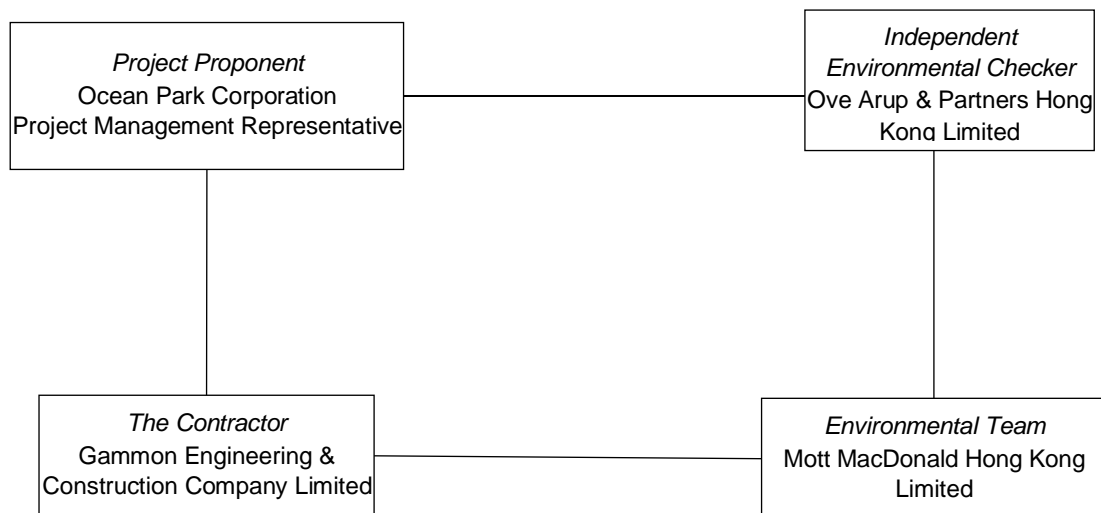 Project Proponent
Ocean Park Corporation
Project Management Representative
Independent
Environmental Checker
Ove Arup & Partners Hong
Kong Limited
The Contractor
Gammon Engineering &
Construction Company Limited
Environmental Team
Mott MacDonald Hong Kong
Limited